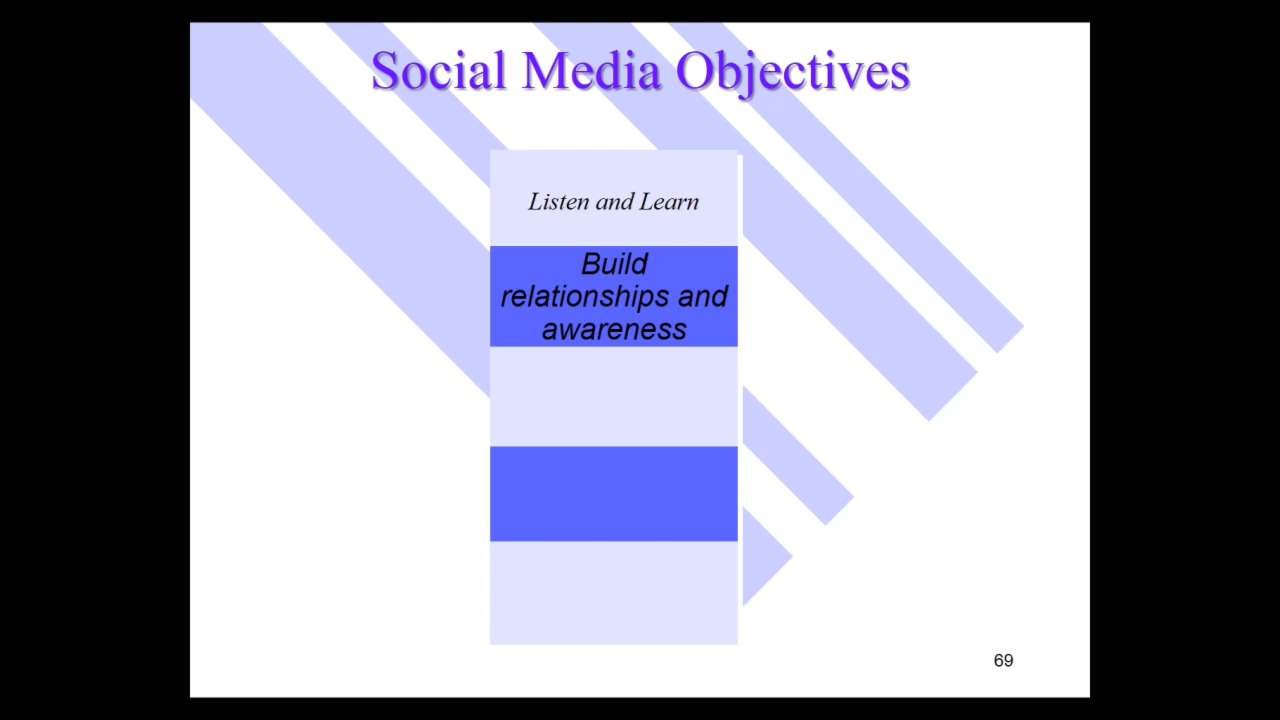 Social Media Objectives
Listen and Learn
Build
relationships and
awareness
69